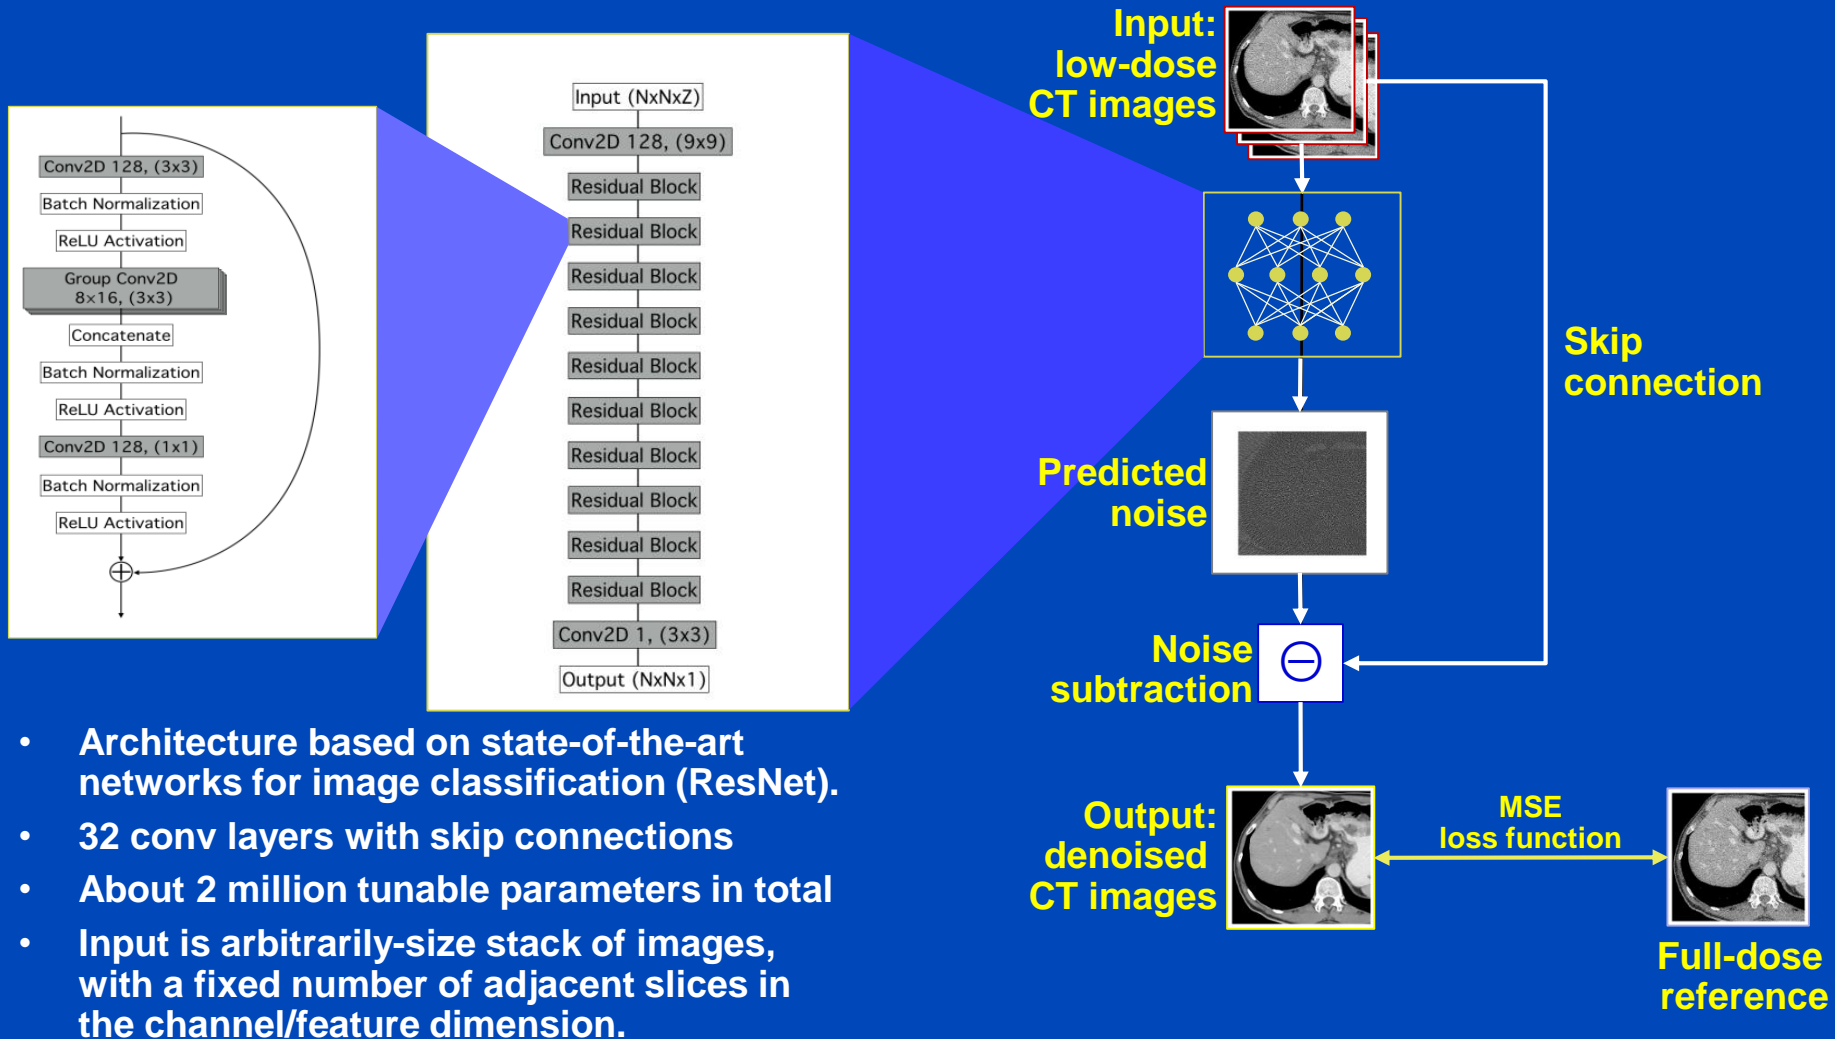 Conv2D 128, (3x3)
Batch Normalization
ReLU Activation
Group Conv2D
8×16, (3x3)
Concatenate
Batch Normalization
ReLU Activation
Conv2D 128, (1x1)
Batch Normalization
ReLU Activation
Input (NxNxZ)
Conv2D 128, (9x9)
Residual Block
Residual Block
Residual Block
Residual Block
Residual Block
Residual Block
Residual Block
Residual Block
Residual Block
Residual Block
Conv2D 1, (3x3)
Output (NxNx1)
Input:
low-dose
CT images
Skip
connection
Predicted
noise
Noise
subtraction
Output:
denoised
CT images
MSE
loss function
Full-dose
reference
• Architecture based on state-of-the-art
networks for image classification (ResNet).
• 32 conv layers with skip connections
• About 2 million tunable parameters in total
• Input is arbitrarily-size stack of images,
with a fixed number of adjacent slices in
the channel/feature dimension.